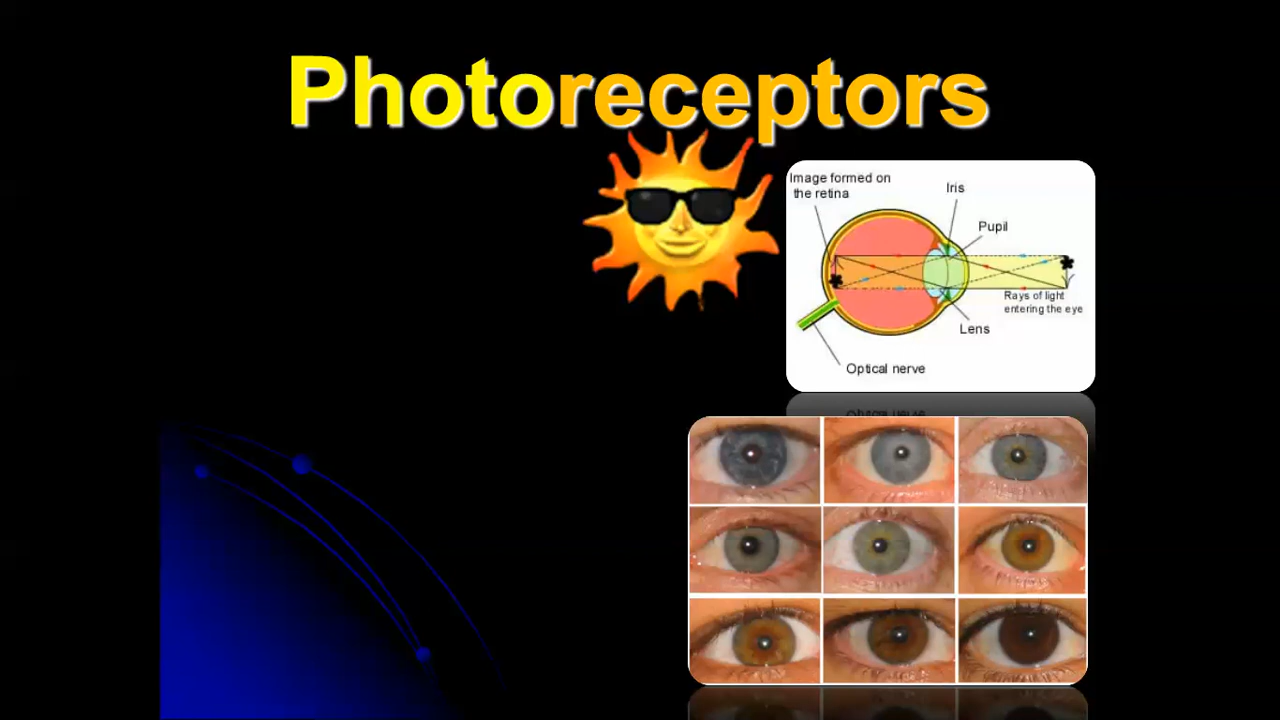 Photoreceptors
Image formed on
the retina
Iris
Pupil
Rays of light
entering the eye
Lens
Optical nerve